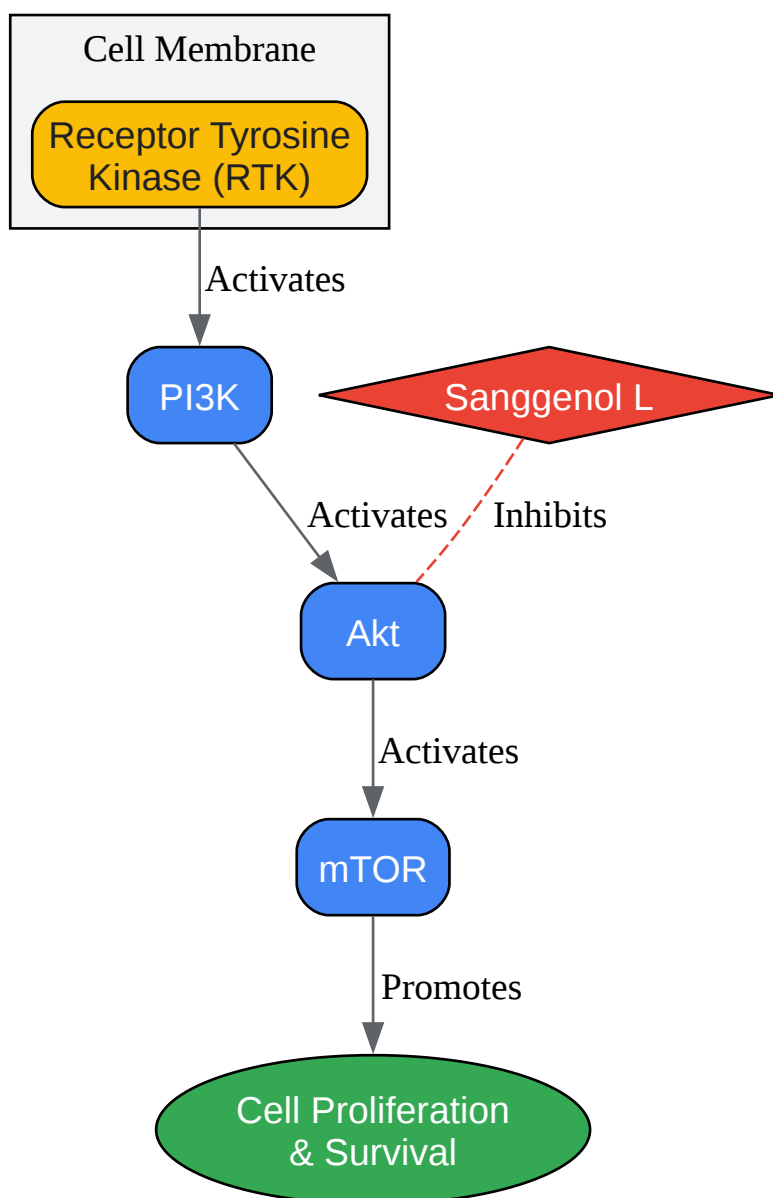 Cell Membrane
Receptor Tyrosine
Kinase (RTK)
Activates
PI3K
Sanggenol L
Activates
Inhibits
Akt
Activates
mTOR
Promotes
Cell Proliferation
& Survival